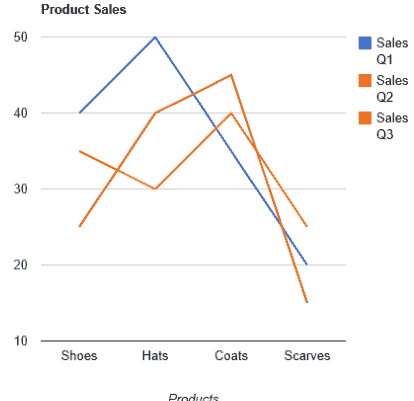 Product Sales
50
40
30
20
10
Sales
Q1
Sales
Q2
Sales
Q3
Shoes Hats Coats Scarves
Products